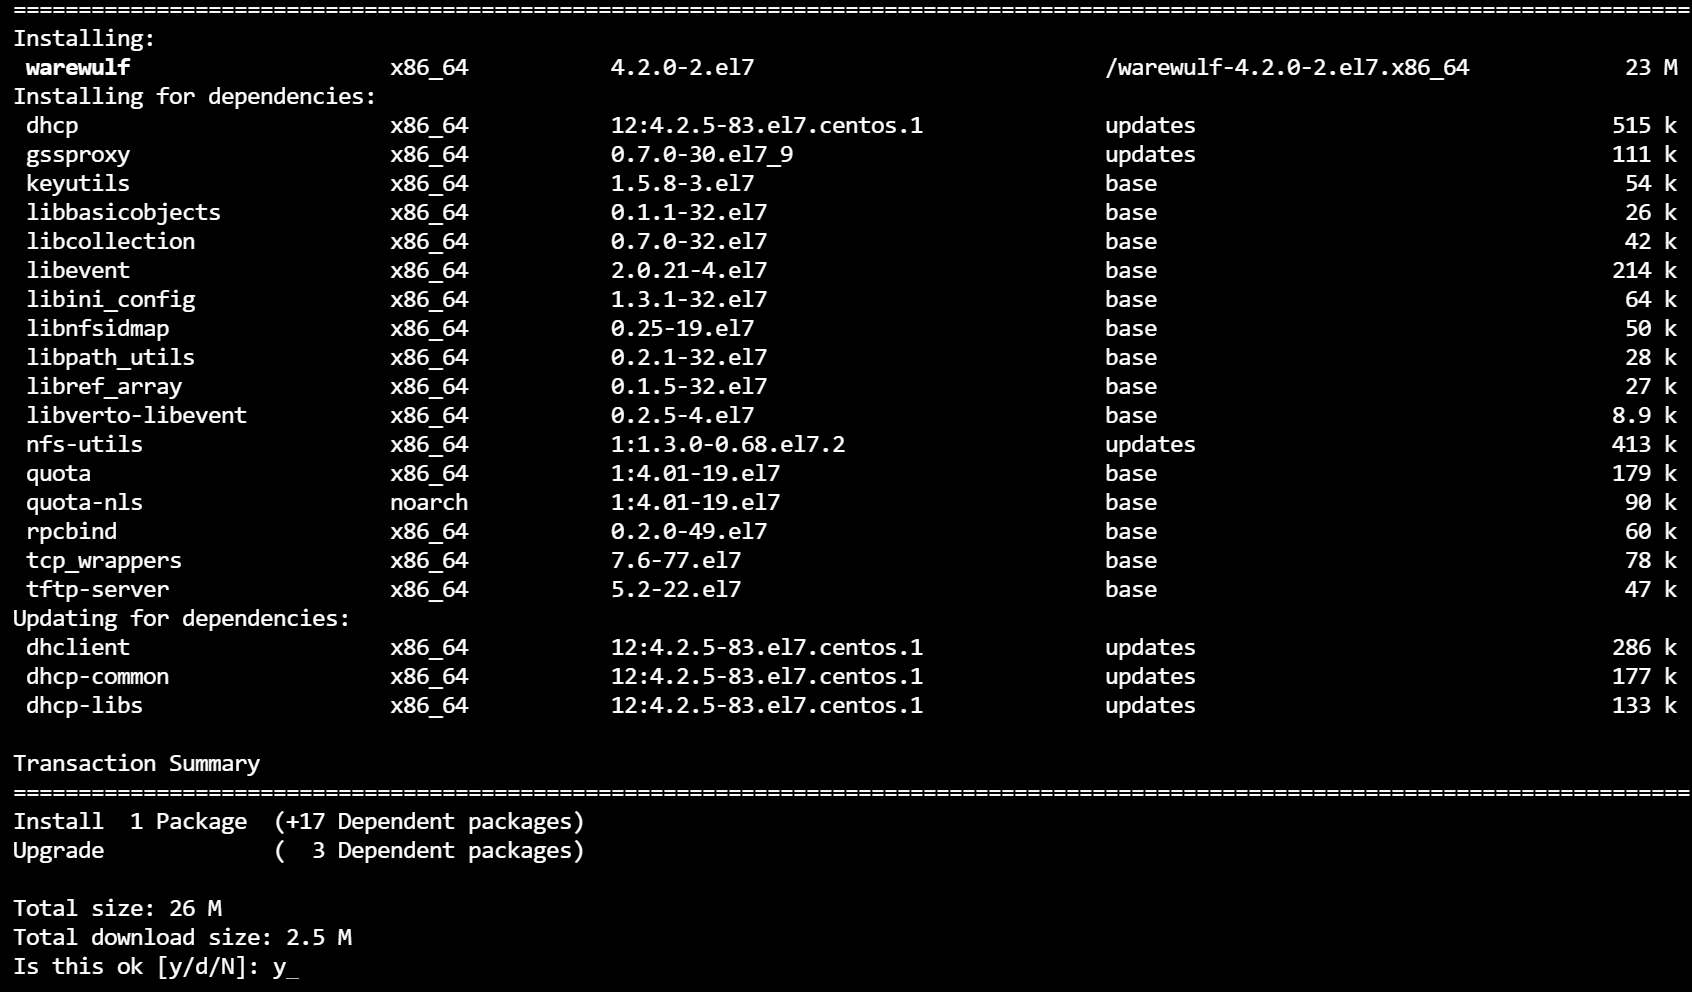 ================================================================================================================================
Installing:
 warewulf                    x86_64           4.2.0-2.el7                           /warewulf-4.2.0-2.el7.x86_64            23 M
Installing for dependencies:
 dhcp                        x86_64           12:4.2.5-83.el7.centos.1              updates                                515 k
 gssproxy                    x86_64           0.7.0-30.el7_9                        updates                                111 k
 keyutils                    x86_64           1.5.8-3.el7                           base                                    54 k
 libbasicobjects             x86_64           0.1.1-32.el7                          base                                    26 k
 libcollection               x86_64           0.7.0-32.el7                          base                                    42 k
 libevent                    x86_64           2.0.21-4.el7                          base                                   214 k
 libini_config               x86_64           1.3.1-32.el7                          base                                    64 k
 libnfsidmap                 x86_64           0.25-19.el7                           base                                    50 k
 libpath_utils               x86_64           0.2.1-32.el7                          base                                    28 k
 libref_array                x86_64           0.1.5-32.el7                          base                                    27 k
 libverto-libevent           x86_64           0.2.5-4.el7                           base                                   8.9 k
 nfs-utils                   x86_64           1:1.3.0-0.68.el7.2                    updates                                413 k
 quota                       x86_64           1:4.01-19.el7                         base                                   179 k
 quota-nls                   noarch           1:4.01-19.el7                         base                                    90 k
 rpcbind                     x86_64           0.2.0-49.el7                          base                                    60 k
 tcp_wrappers                x86_64           7.6-77.el7                            base                                    78 k
 tftp-server                 x86_64           5.2-22.el7                            base                                    47 k
Updating for dependencies:
 dhclient                    x86_64           12:4.2.5-83.el7.centos.1              updates                                286 k
 dhcp-common                 x86_64           12:4.2.5-83.el7.centos.1              updates                                177 k
 dhcp-libs                   x86_64           12:4.2.5-83.el7.centos.1              updates                                133 k

Transaction Summary
================================================================================================================================
Install  1 Package  (+17 Dependent packages)
Upgrade             (  3 Dependent packages)

Total size: 26 M
Total download size: 2.5 M
Is this ok [y/d/N]: y_